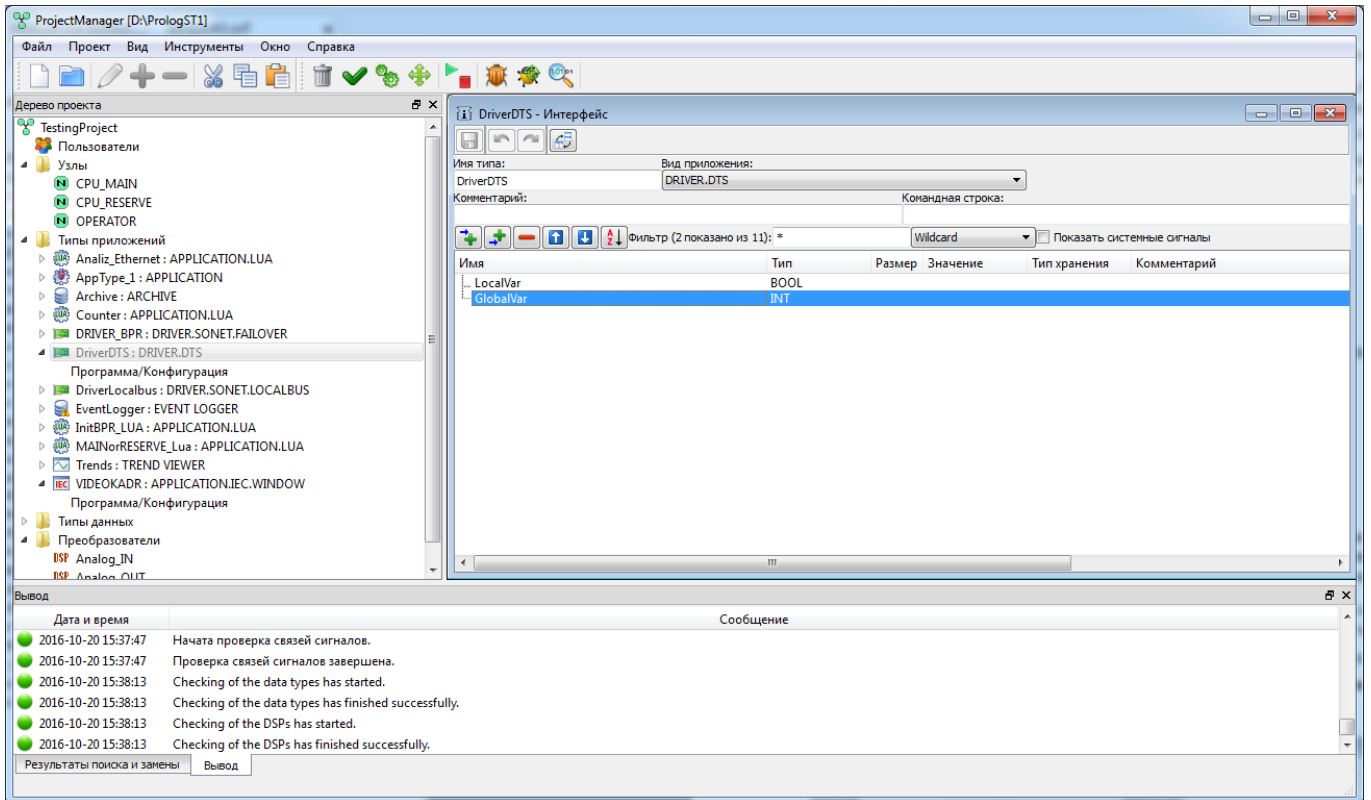 ProjectManager [D:\PrologST1]
Файл Проект Вид Инструменты Окно Справка
Дерево проекта
TestingProject
Пользователи
Узлы
CPU_MAIN
CPU_RESERVE
OPERATOR
Типы приложений
Analiz_Ethernet : APPLICATION.LUA
AppType_1 : APPLICATION
Archive : ARCHIVE
Counter : APPLICATION.LUA
DRIVER_BPR : DRIVER.SONET.FAILOVER
DriverDTS : DRIVER.DTS
Программа/Конфигурация
DriverLocalbus : DRIVER.SONET.LOCALBUS
EventLogger : EVENT LOGGER
InitBPR_LUA : APPLICATION.LUA
MAINorRESERVE_Lua : APPLICATION.LUA
Trends : TREND VIEWER
VIDEOKADR : APPLICATION.IEC.WINDOW
Программа/Конфигурация
Типы данных
Преобразователи
DSP Analog_IN
DSP Analog_OUT
DriverDTS - Интерфейс
Имя типа: Вид приложения:
DriverDTS DRIVER.DTS
Комментарий: Командная строка:
Фильтр (2 показано из 11): * Wildcard Показать системные сигналы
Имя Тип Размер Значение Тип хранения Комментарий
LocalVar BOOL
GlobalVar INT
Вывод
Дата и время Сообщение
2016-10-20 15:37:47 Начата проверка связей сигналов.
2016-10-20 15:37:47 Проверка связей сигналов завершена.
2016-10-20 15:38:13 Checking of the data types has started.
2016-10-20 15:38:13 Checking of the data types has finished successfully.
2016-10-20 15:38:13 Checking of the DSPs has started.
2016-10-20 15:38:13 Checking of the DSPs has finished successfully.
Результаты поиска и замены Вывод